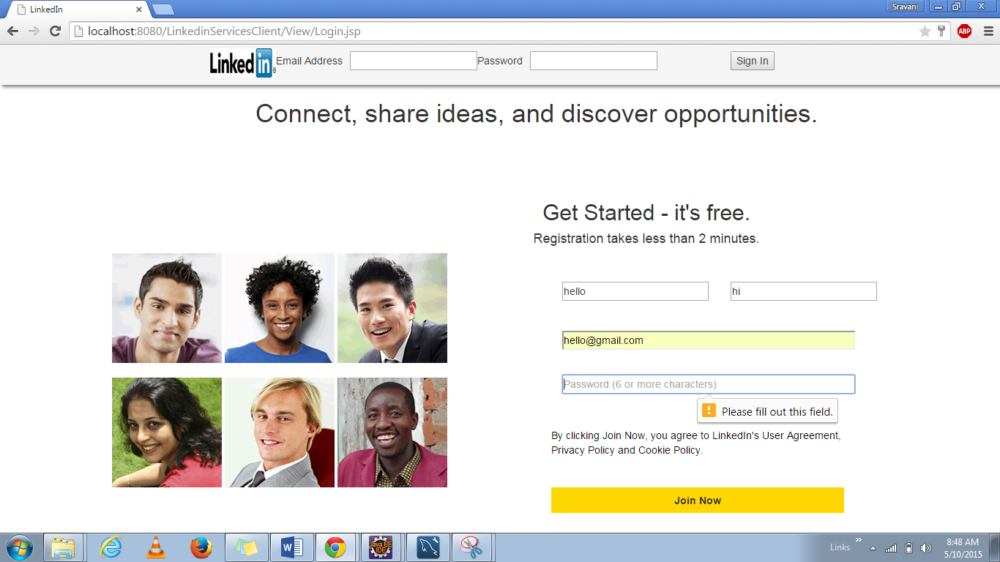 LinkedIn
Sravani
localhost:8080/LinkedinServicesClient/View/Login.jsp
ABP
Linked in Email Address Password Sign In
Connect, share ideas, and discover opportunities.
Get Started - it's free.
Registration takes less than 2 minutes.
hello hi
hello@gmail.com
Password (6 or more characters)
Please fill out this field.
By clicking Join Now, you agree to LinkedIn's User Agreement,
Privacy Policy and Cookie Policy.
Join Now
Java EE
IDE
Links
8:48 AM
5/10/2015